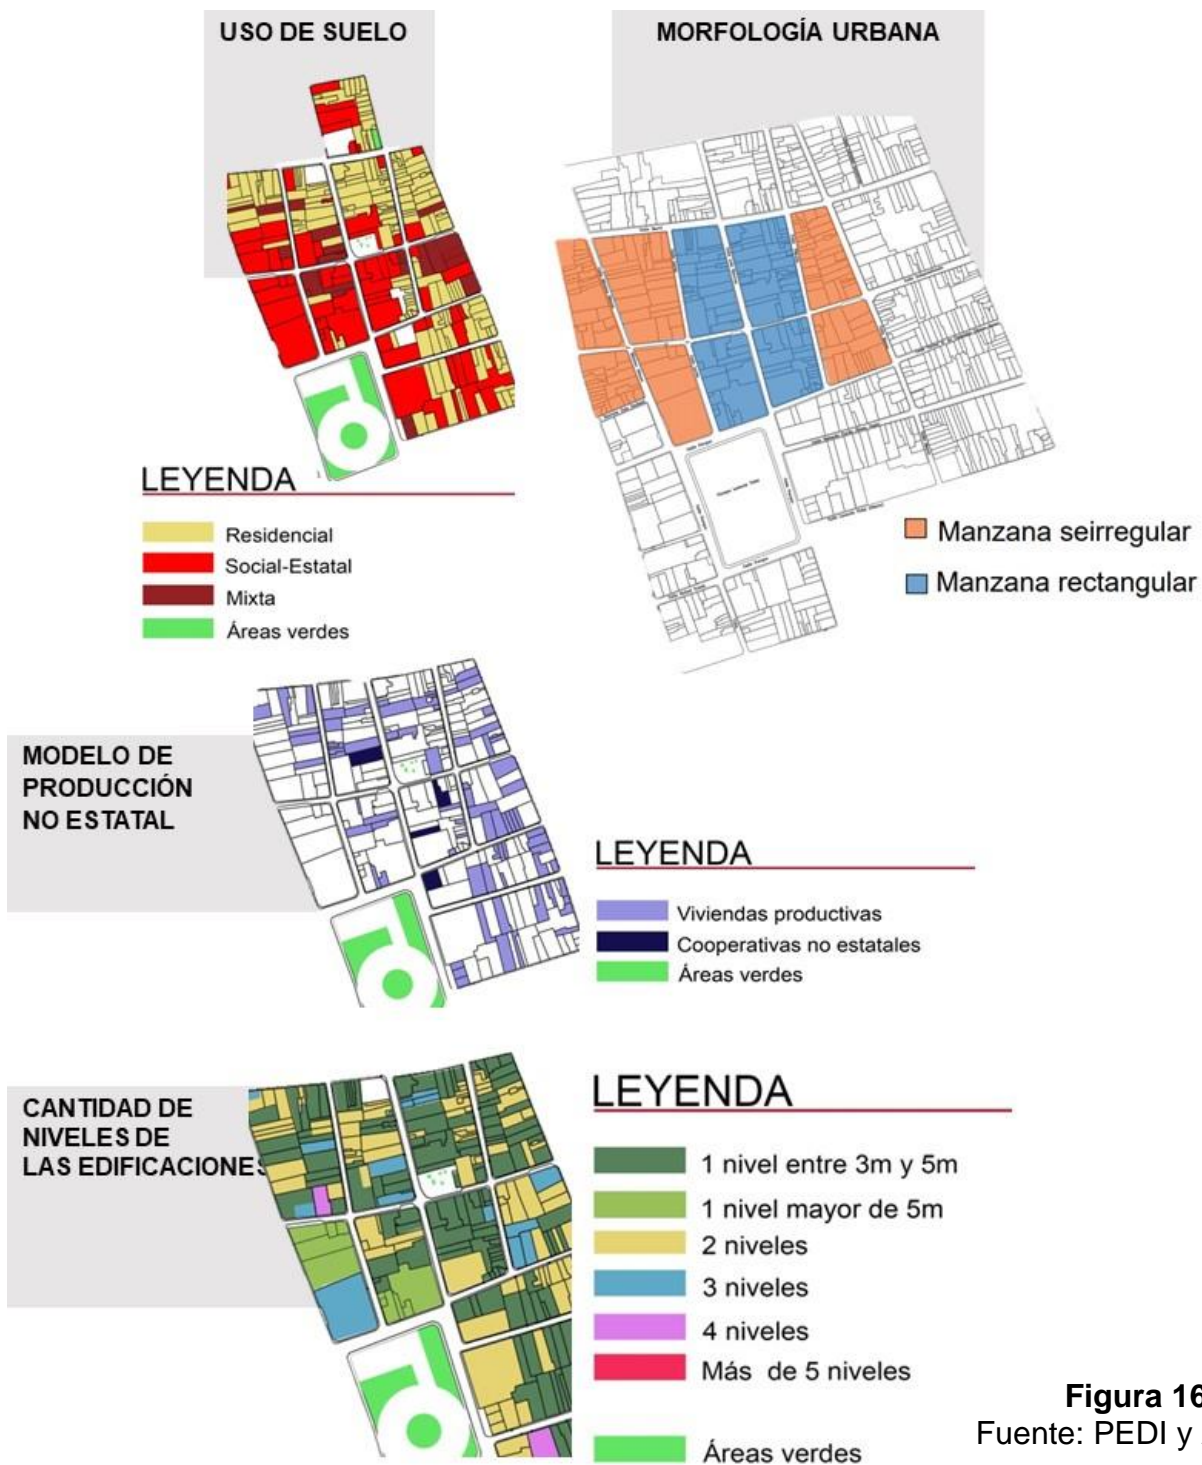 USO DE SUELO
MORFOLOGÍA URBANA
LEYENDA
Residencial
Social-Estatal
Mixta
Áreas verdes
Manzana seirregular
Manzana rectangular
MODELO DE
PRODUCCIÓN
NO ESTATAL
LEYENDA
Viviendas productivas
Cooperativas no estatales
Áreas verdes
CANTIDAD DE
NIVELES DE
LAS EDIFICACIONES
LEYENDA
1 nivel entre 3m y 5m
1 nivel mayor de 5m
2 niveles
3 niveles
4 niveles
Más de 5 niveles
Áreas verdes
Figura 16
Fuente: PEDI y